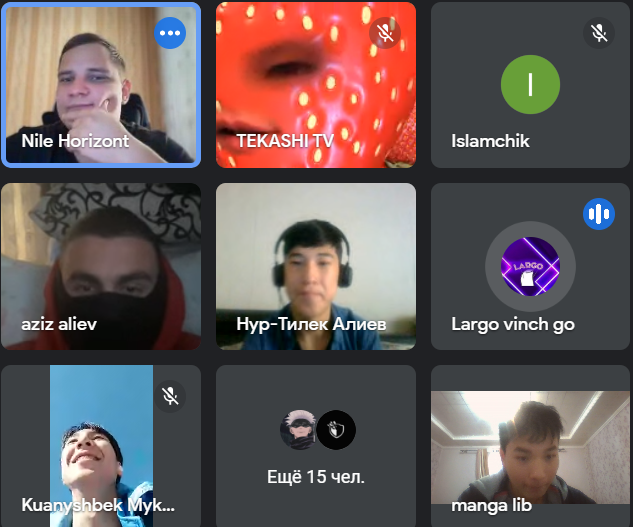 Nile Horizont
TEKASHI TV
I
Islamchik
aziz aliev
Нур-Тилек Алиев
LARGO
Largo vinch go
Kuanyshbek Myk...
Ещё 15 чел.
manga lib